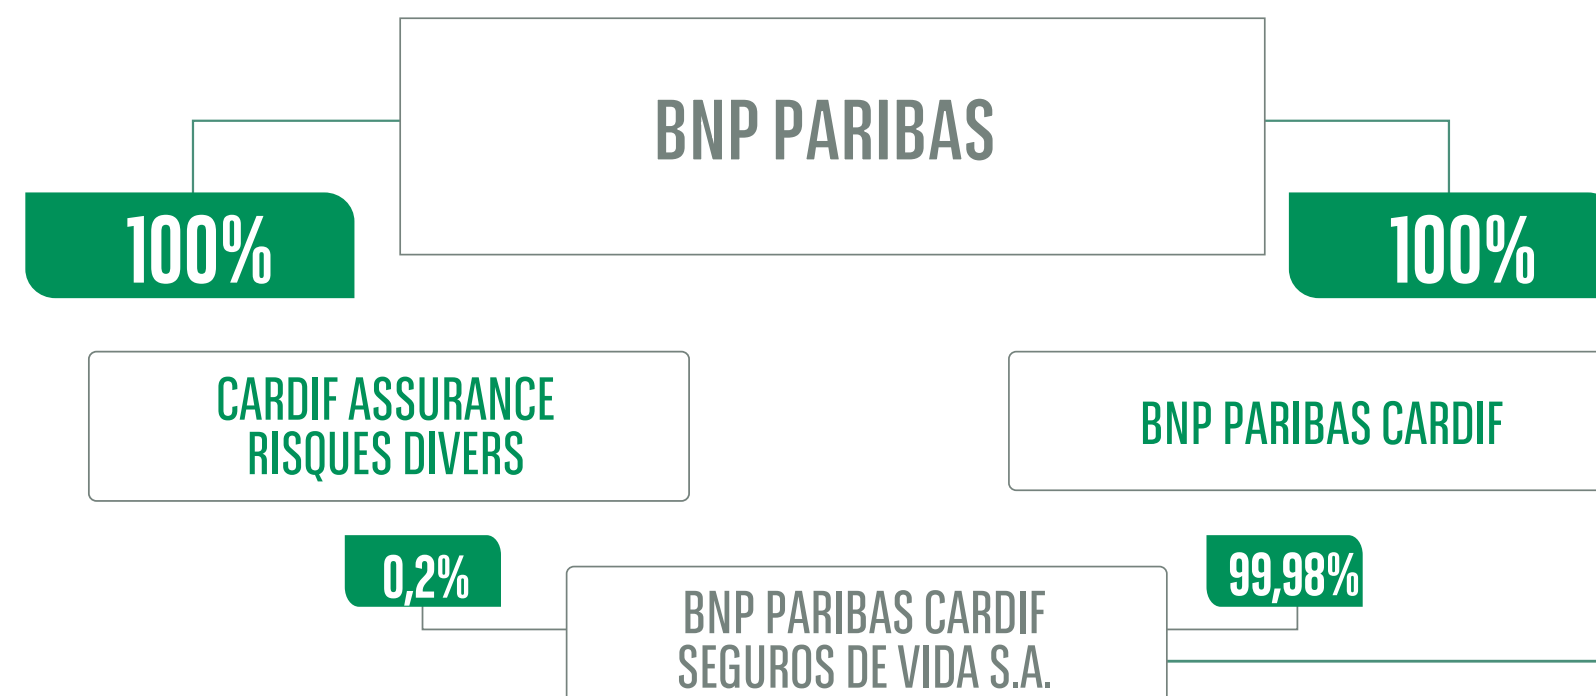 BNP PARIBAS
100%
100%
CARDIF ASSURANCE
RISQUES DIVERS
BNP PARIBAS CARDIF
0,2%
99,98%
BNP PARIBAS CARDIF
SEGUROS DE VIDA S.A.